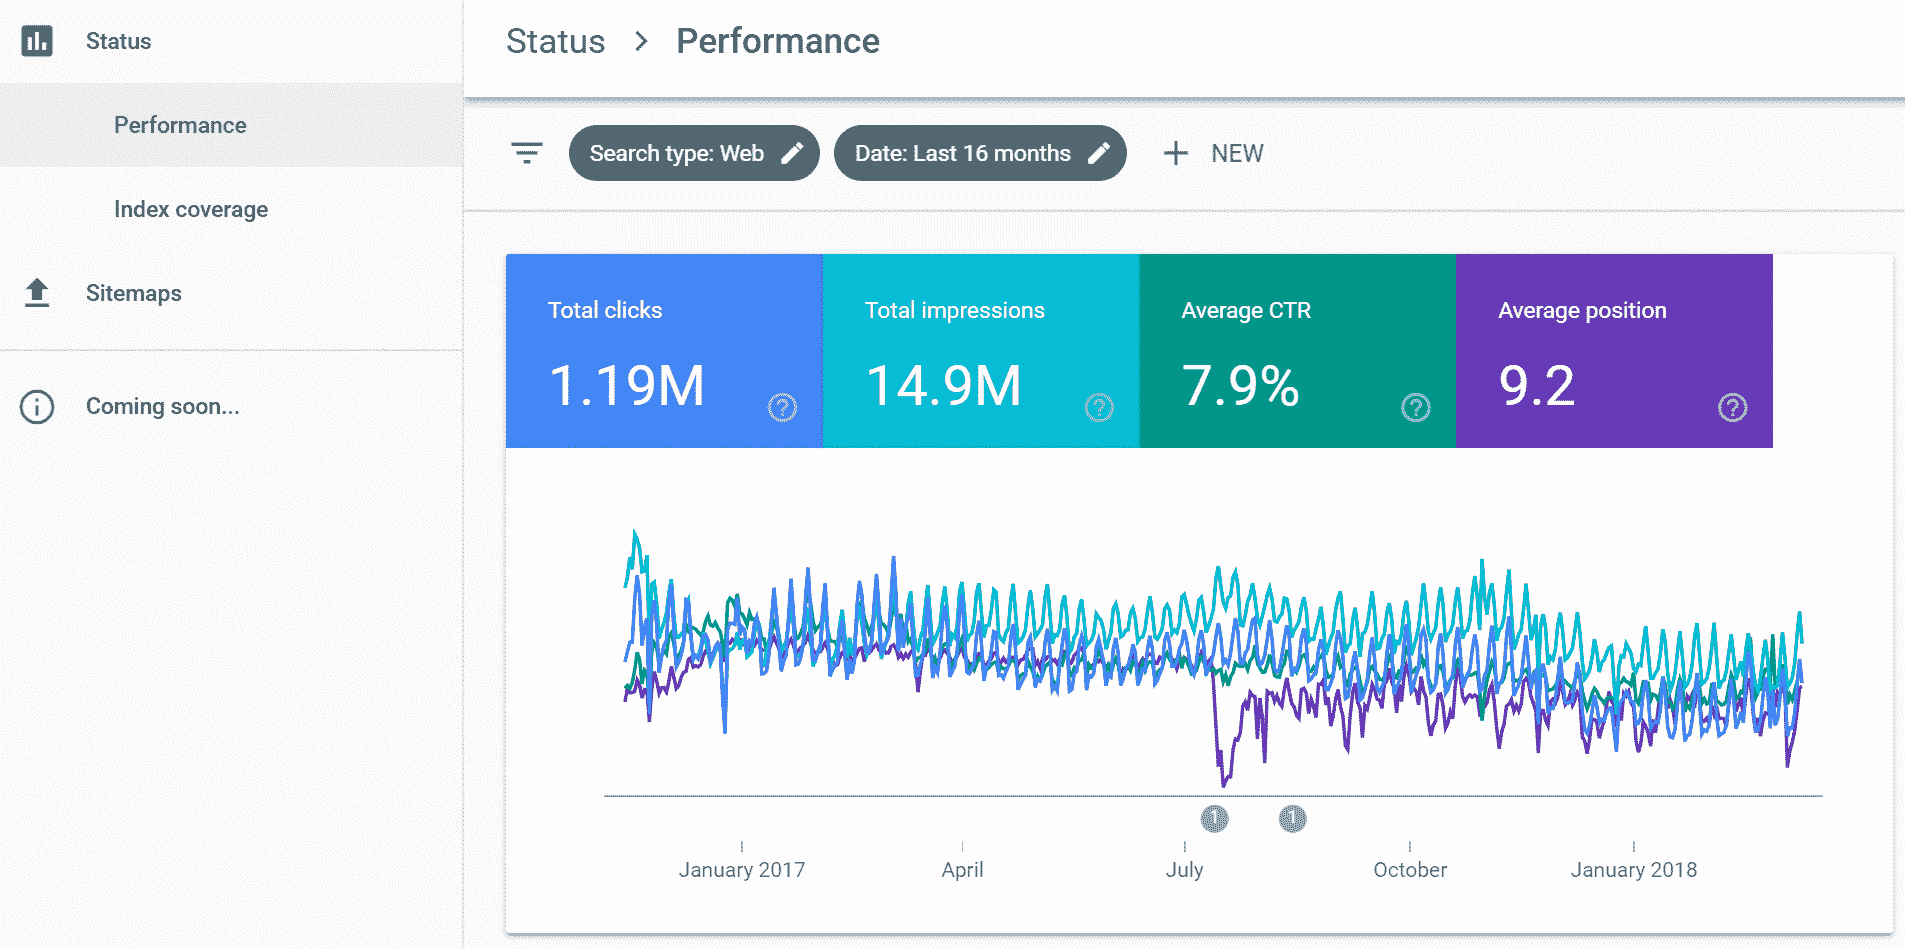 Status
Performance
Index coverage
Sitemaps
Coming soon...
Status > Performance
Search type: Web
Date: Last 16 months
+ NEW
Total clicks
1.19M
?
Total impressions
14.9M
?
Average CTR
7.9%
?
Average position
9.2
?
1 1
January 2017 April July October January 2018